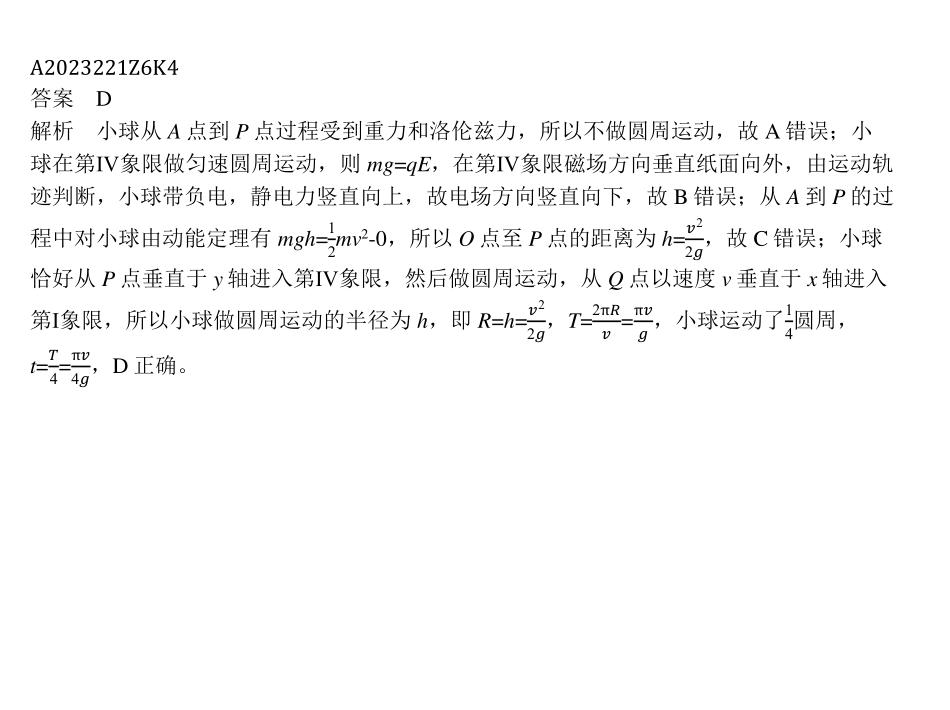 A2023221Z6K4
答案　D
解析　小球从 A 点到 P 点过程受到重力和洛伦兹力，所以不做圆周运动，故 A 错误；小
球在第Ⅳ象限做匀速圆周运动，则 mg=qE，在第Ⅳ象限磁场方向垂直纸面向外，由运动轨
迹判断，小球带负电，静电力竖直向上，故电场方向竖直向下，故 B 错误；从 A 到 P 的过
程中对小球由动能定理有 mgh=\frac{1}{2}mv²-0，所以 O 点至 P 点的距离为 h=\frac{v²}{2g}，故 C 错误；小球
恰好从 P 点垂直于 y 轴进入第Ⅳ象限，然后做圆周运动，从 Q 点以速度 v 垂直于 x 轴进入
第Ⅰ象限，所以小球做圆周运动的半径为 h，即 R=h=\frac{v²}{2g}，T=\frac{2πR}{v}=\frac{πv}{g}，小球运动了\frac{1}{4}圆周，
t=\frac{T}{4}=\frac{πv}{4g}，D 正确。